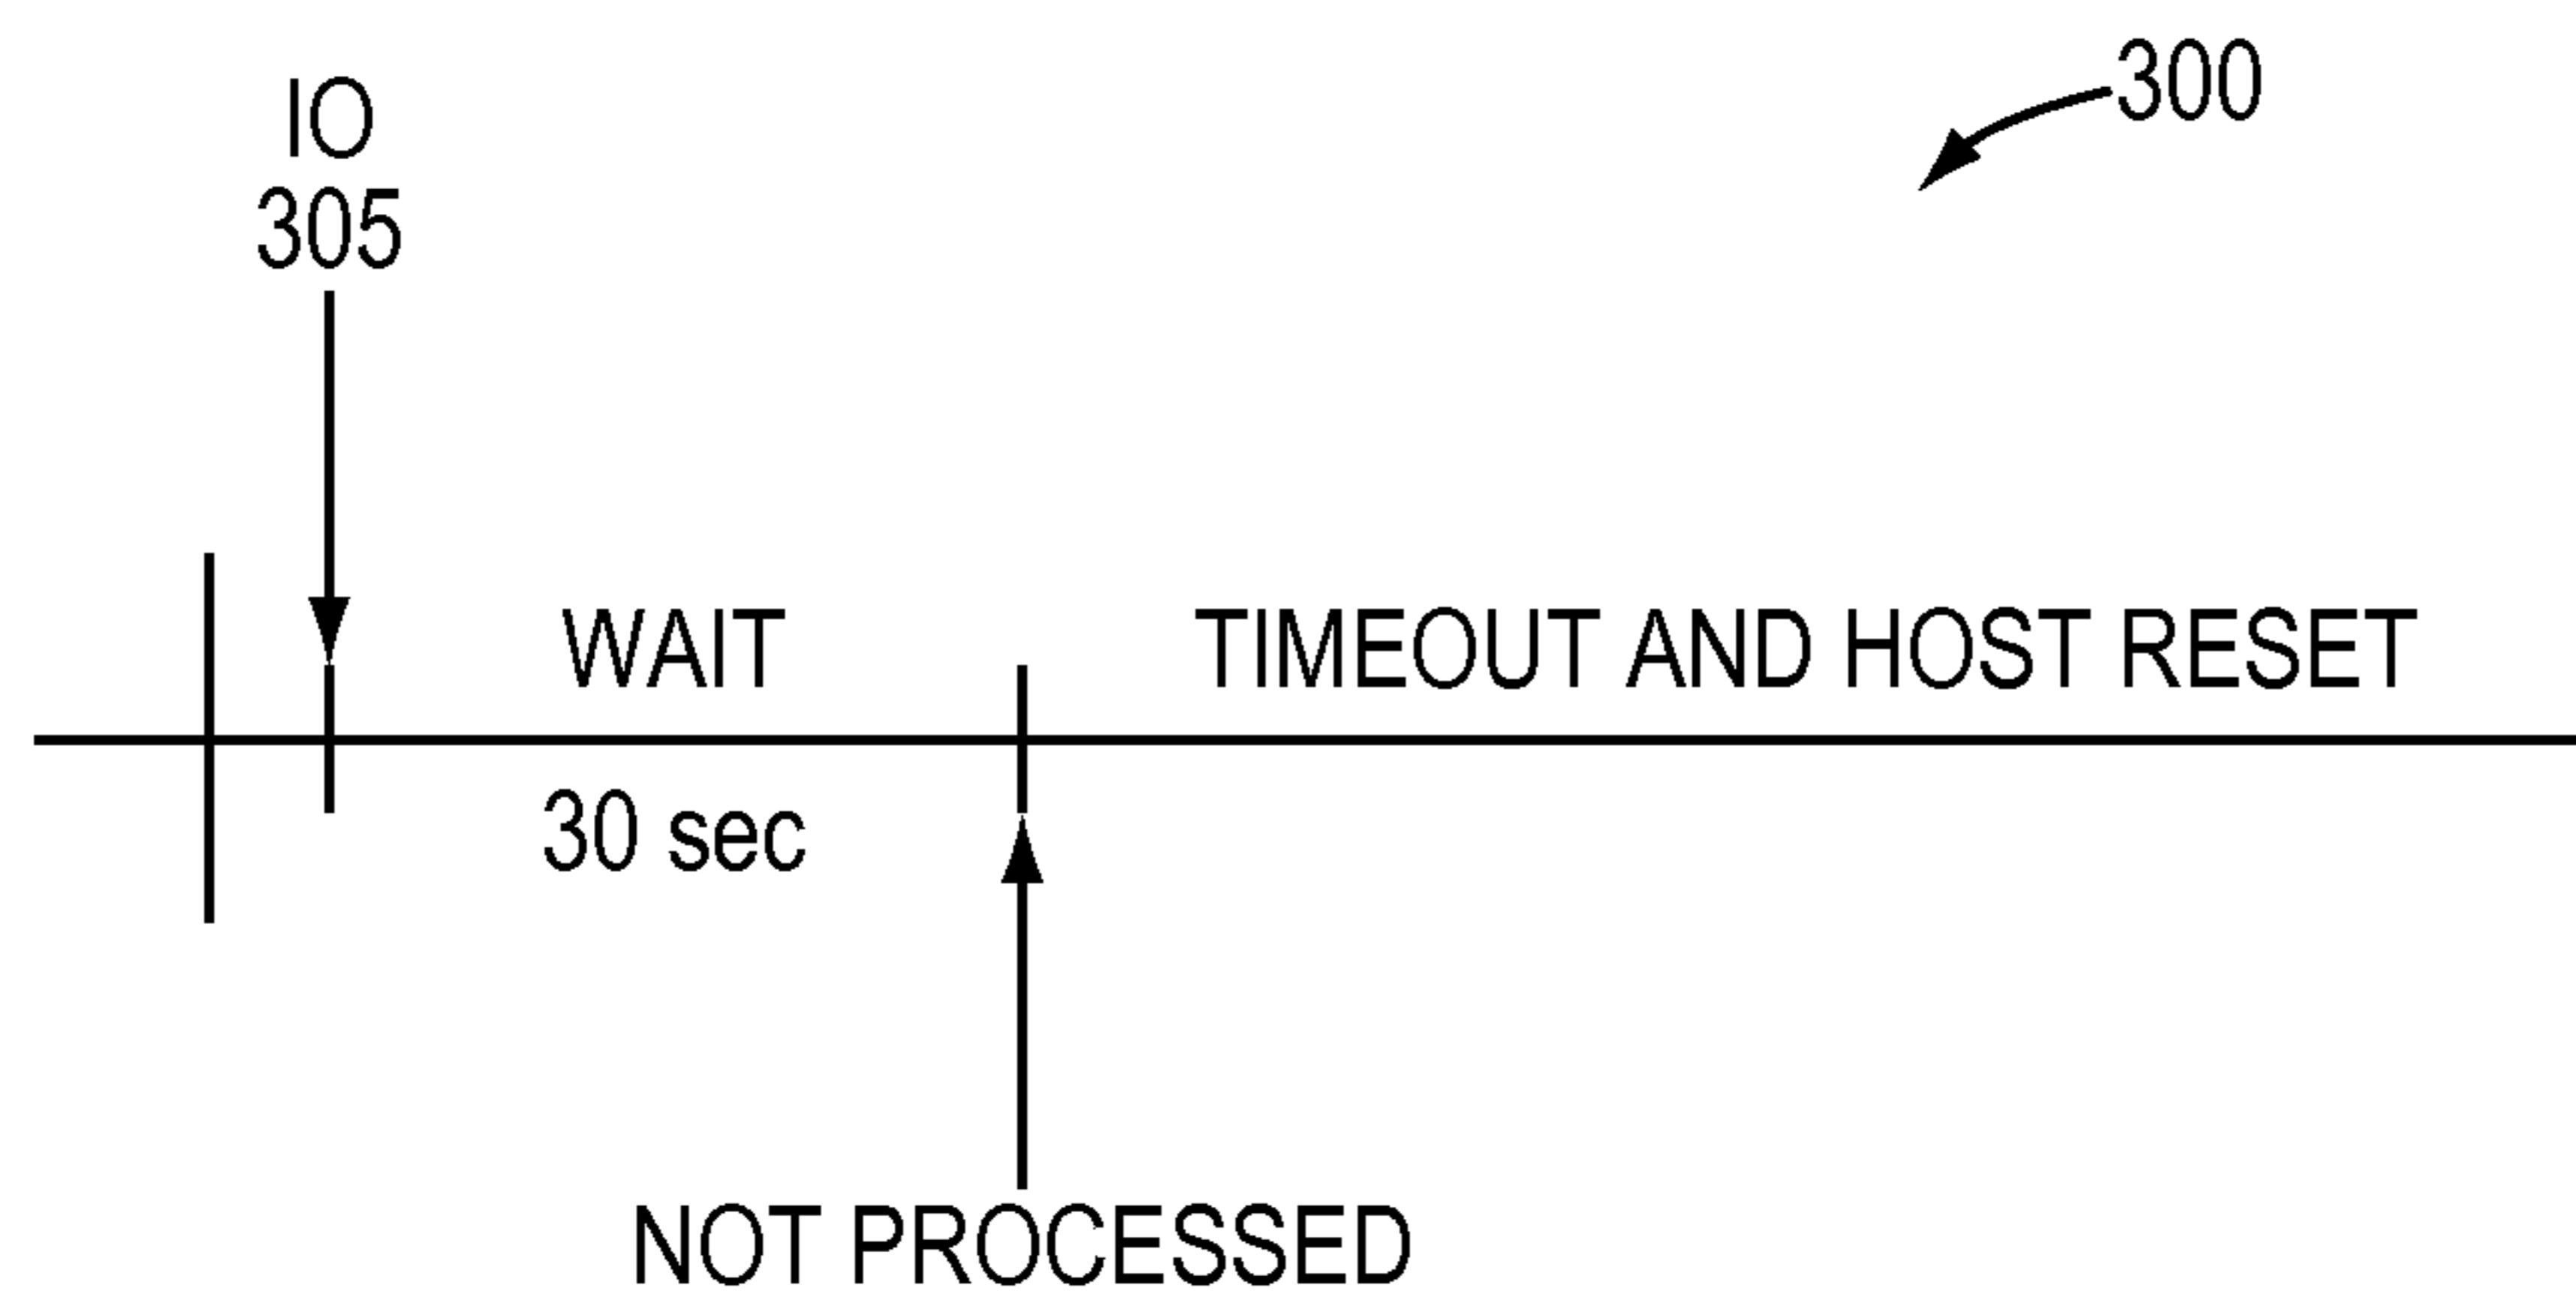 300
IO
305
WAIT
TIMEOUT AND HOST RESET
30 sec
NOT PROCESSED